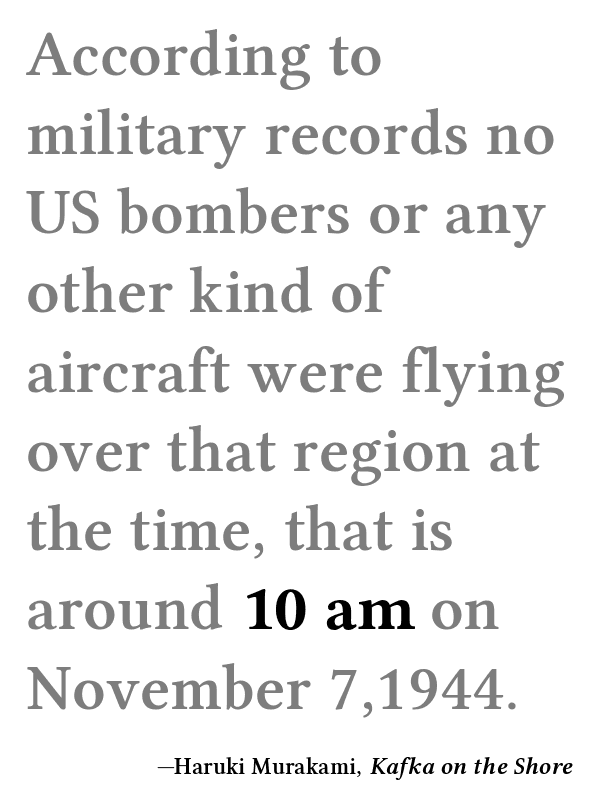 According to
military records no
US bombers or any
other kind of
aircraft were flying
over that region at
the time, that is
around 10 am on
November 7,1944.
—Haruki Murakami, Kafka on the Shore